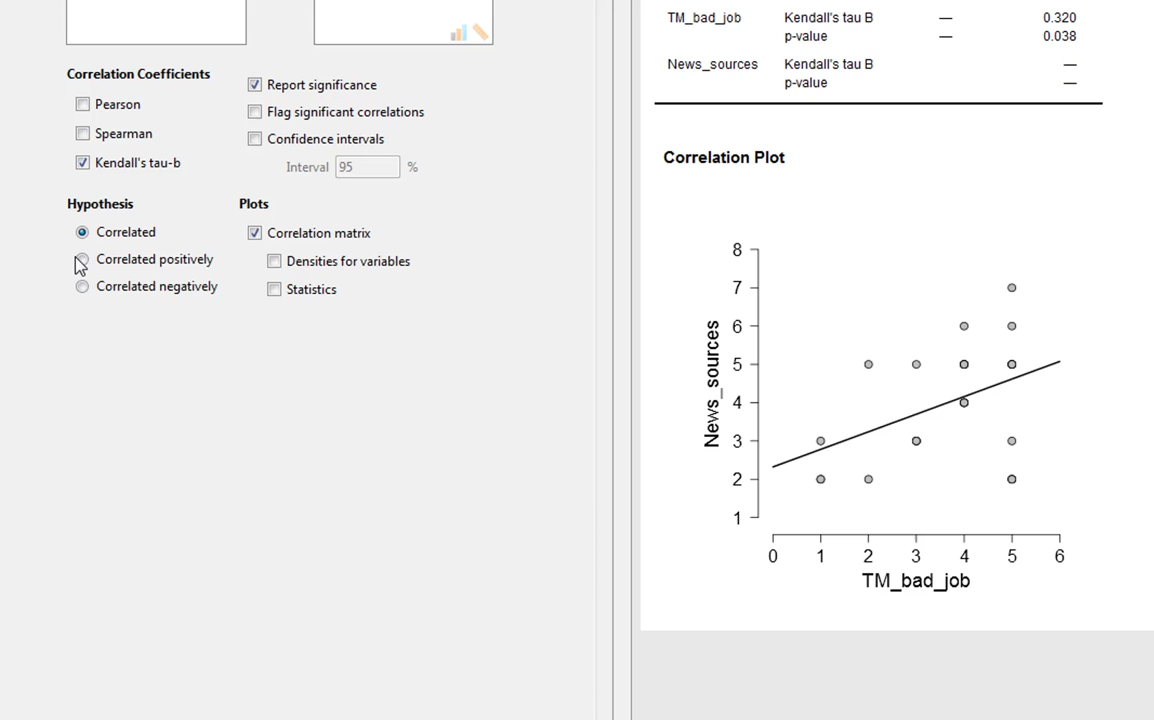 Correlation Coefficients
Pearson
Spearman
Kendall's tau-b
Report significance
Flag significant correlations
Confidence intervals
Interval 95 %
Hypothesis
Correlated
Correlated positively
Correlated negatively
Plots
Correlation matrix
Densities for variables
Statistics
TM_bad_job Kendall's tau B — 0.320
p-value — 0.038
News_sources Kendall's tau B —
p-value —
Correlation Plot
8
7
6
5
4
3
2
1
News_sources
0 1 2 3 4 5 6
TM_bad_job